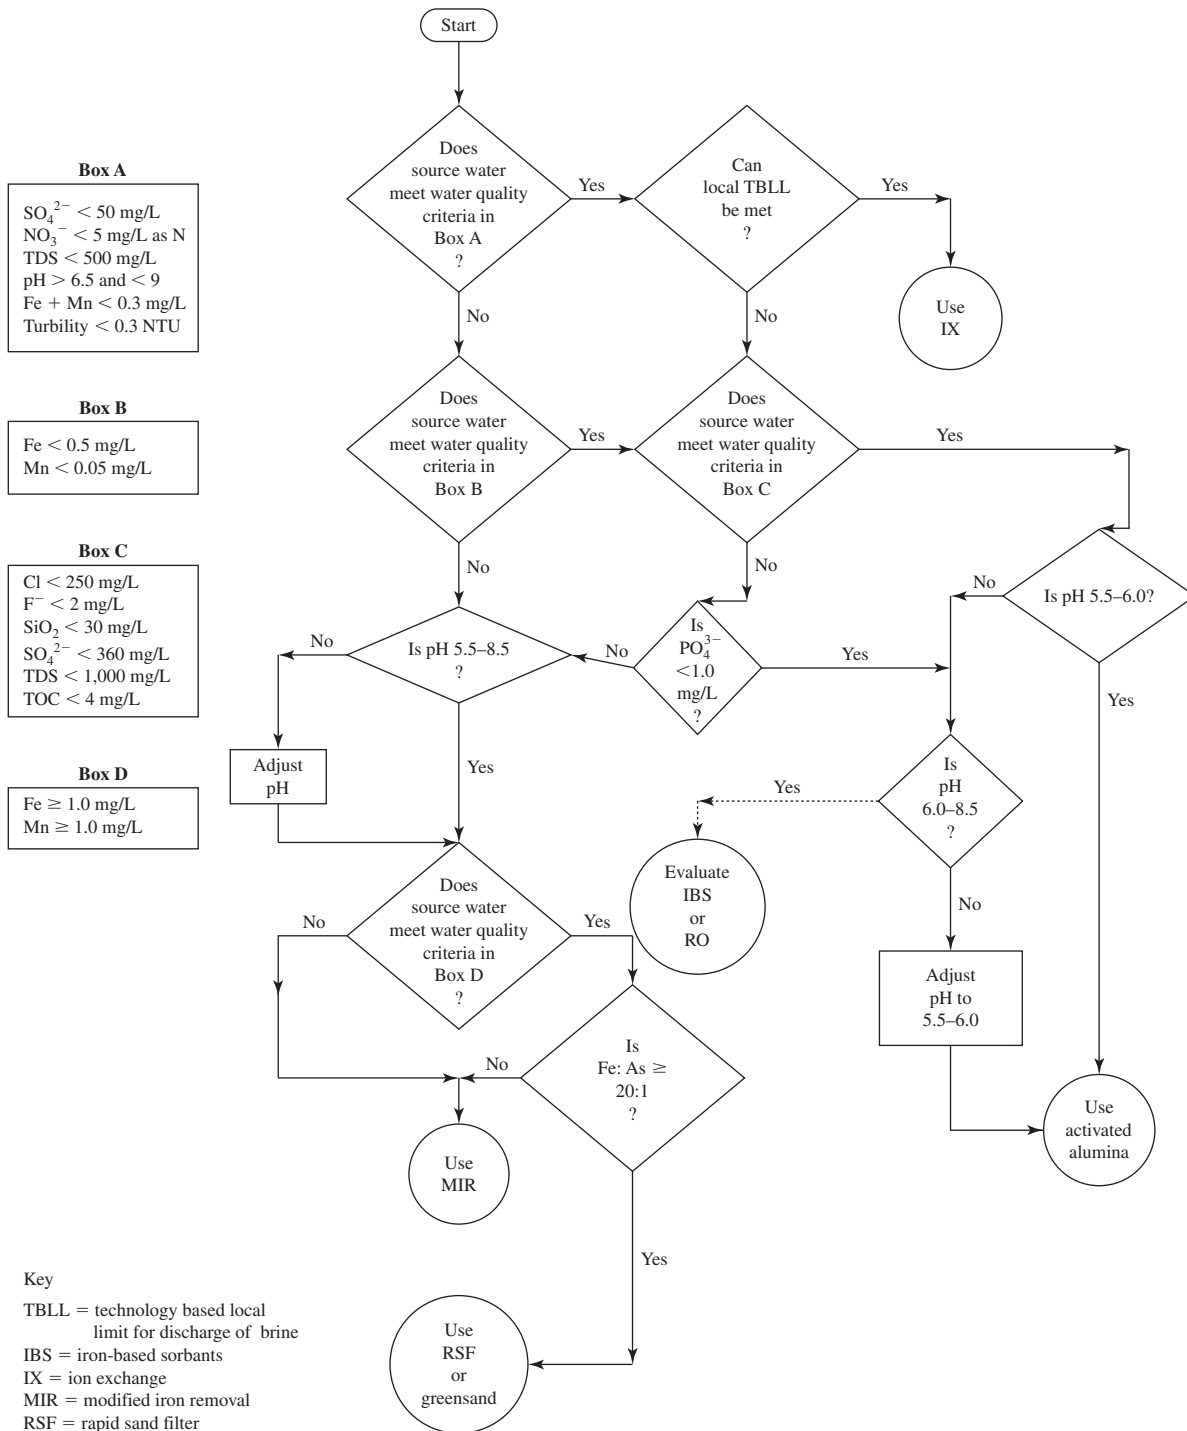 Start
Does
source water
meet water quality
criteria in
Box A
?
Yes
Can
local TBLL
be met
?
Yes
Use
IX
No
No
Box A
SO₄²⁻ < 50 mg/L
NO₃⁻ < 5 mg/L as N
TDS < 500 mg/L
pH > 6.5 and < 9
Fe + Mn < 0.3 mg/L
Turbility < 0.3 NTU
Box B
Fe < 0.5 mg/L
Mn < 0.05 mg/L
Does
source water
meet water quality
criteria in
Box B
Yes
Does
source water
meet water quality
criteria in
Box C
Yes
No
No
Box C
Cl < 250 mg/L
F⁻ < 2 mg/L
SiO₂ < 30 mg/L
SO₄²⁻ < 360 mg/L
TDS < 1,000 mg/L
TOC < 4 mg/L
No
Is pH 5.5–8.5
?
No
Is
PO₄³⁻
<1.0
mg/L
?
Yes
No
Is pH 5.5–6.0?
Yes
Adjust
pH
Yes
Box D
Fe ≥ 1.0 mg/L
Mn ≥ 1.0 mg/L
Yes
Is
pH
6.0–8.5
?
Evaluate
IBS
or
RO
No
No
Does
source water
meet water quality
criteria in
Box D
?
Yes
Adjust
pH to
5.5–6.0
No
Is
Fe: As ≥
20:1
?
Use
MIR
Use
activated
alumina
Yes
Use
RSF
or
greensand
Key
TBLL = technology based local
limit for discharge of brine
IBS = iron-based sorbants
IX = ion exchange
MIR = modified iron removal
RSF = rapid sand filter